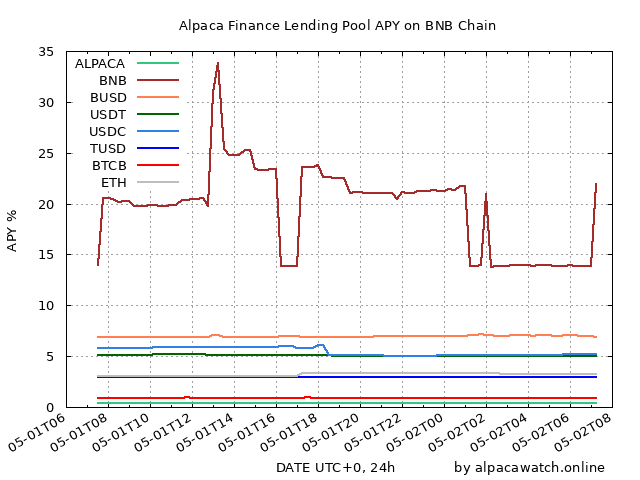 Alpaca Finance Lending Pool APY on BNB Chain
35
30
25
20
15
10
5
0
APY %
ALPACA
BNB
BUSD
USDT
USDC
TUSD
BTCB
ETH
05-01T06
05-01T08
05-01T10
05-01T12
05-01T14
05-01T16
05-01T18
05-01T20
05-01T22
05-02T00
05-02T02
05-02T04
05-02T06
05-02T08
DATE UTC+0, 24h
by alpacawatch.online